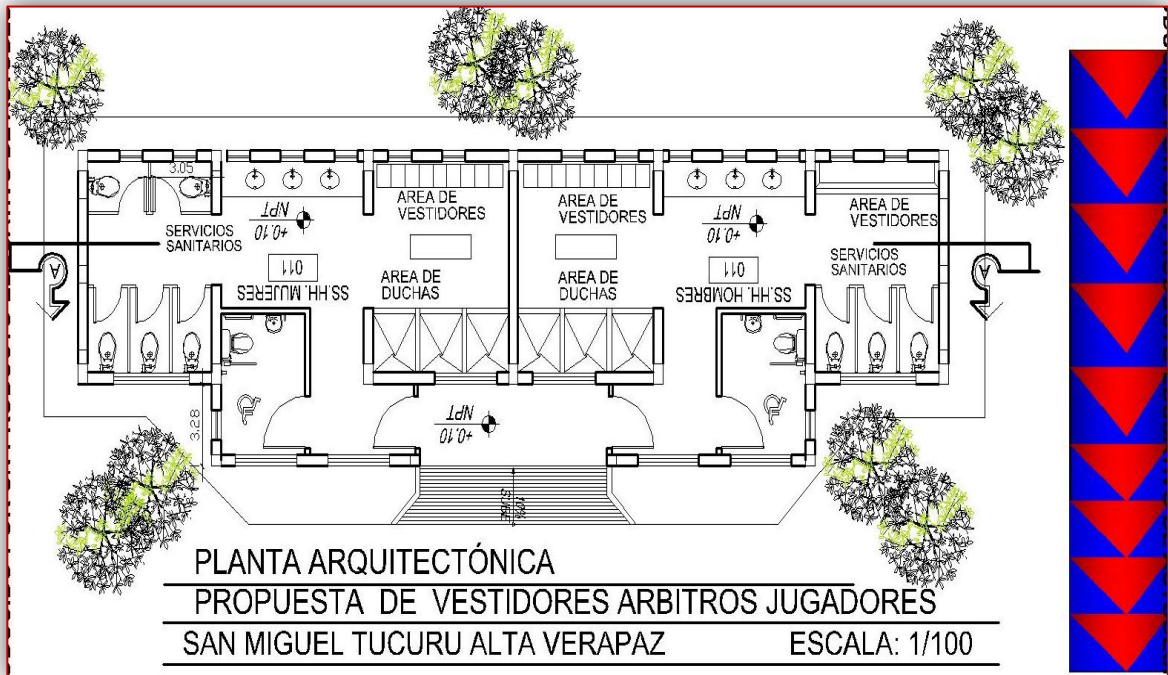 3.05
AREA DE
VESTIDORES
AREA DE
VESTIDORES
AREA DE
VESTIDORES
NPT
+0.10
NPT
+0.10
SERVICIOS
SANITARIOS
SERVICIOS
SANITARIOS
A
A
011
011
SS.HH. MUJERES
SS.HH. HOMBRES
AREA DE
DUCHAS
AREA DE
DUCHAS
NPT
+0.10
3.28
10%
SUBE
PLANTA ARQUITECTÓNICA
PROPUESTA DE VESTIDORES ARBITROS JUGADORES
SAN MIGUEL TUCURU ALTA VERAPAZ ESCALA: 1/100